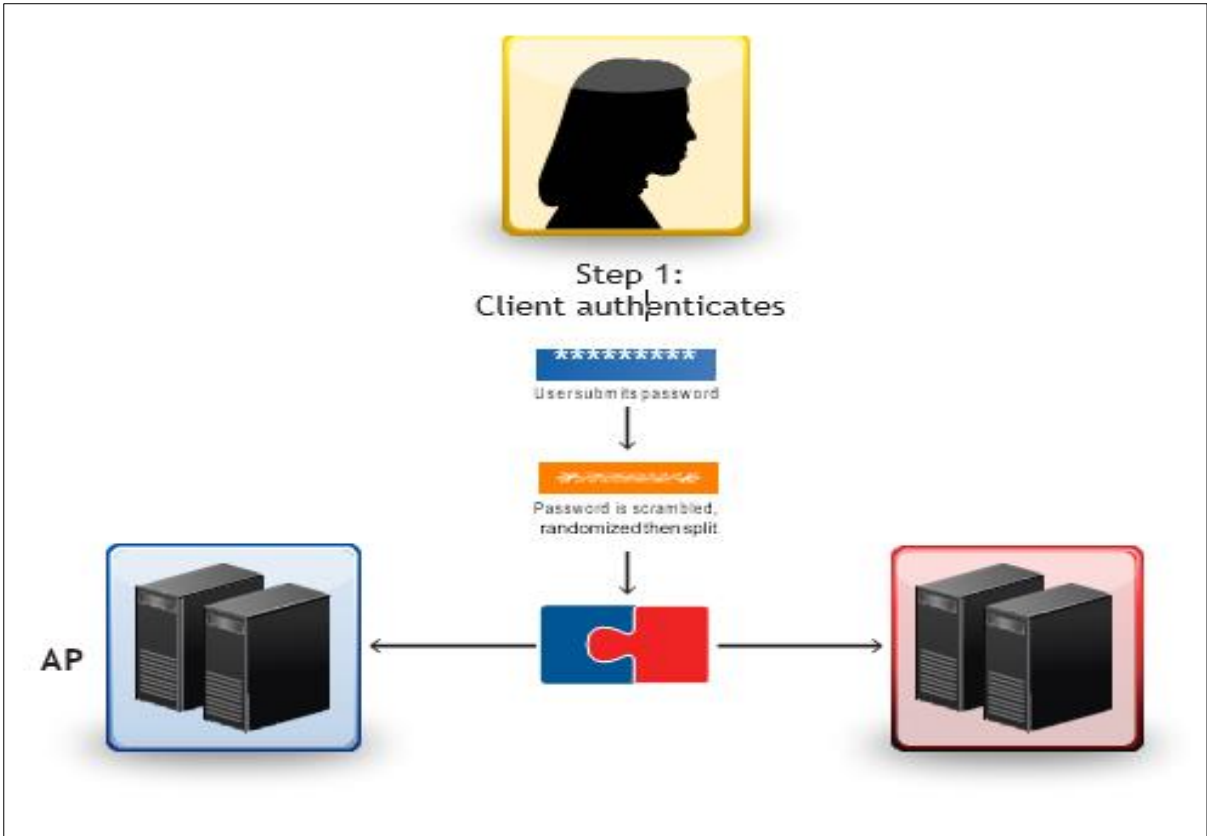 Step 1:
Client authenticates
*********
User submits password
Password is scrambled,
randomized then split
AP